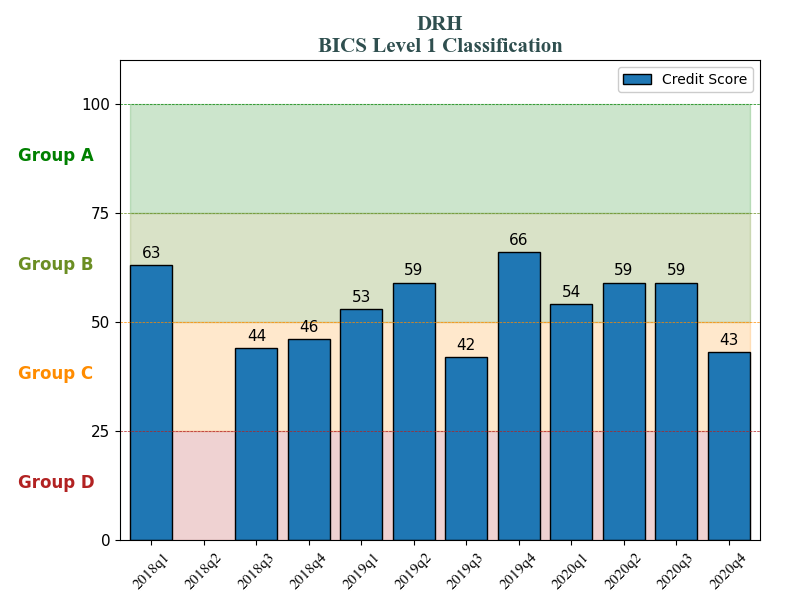 DRH
BICS Level 1 Classification
Credit Score
100
Group A
75
66
63
Group B
59
59
59
54
53
50
46
44
43
42
Group C
25
Group D
0
2018q1
2018q2
2018q3
2018q4
2019q1
2019q2
2019q3
2019q4
2020q1
2020q2
2020q3
2020q4